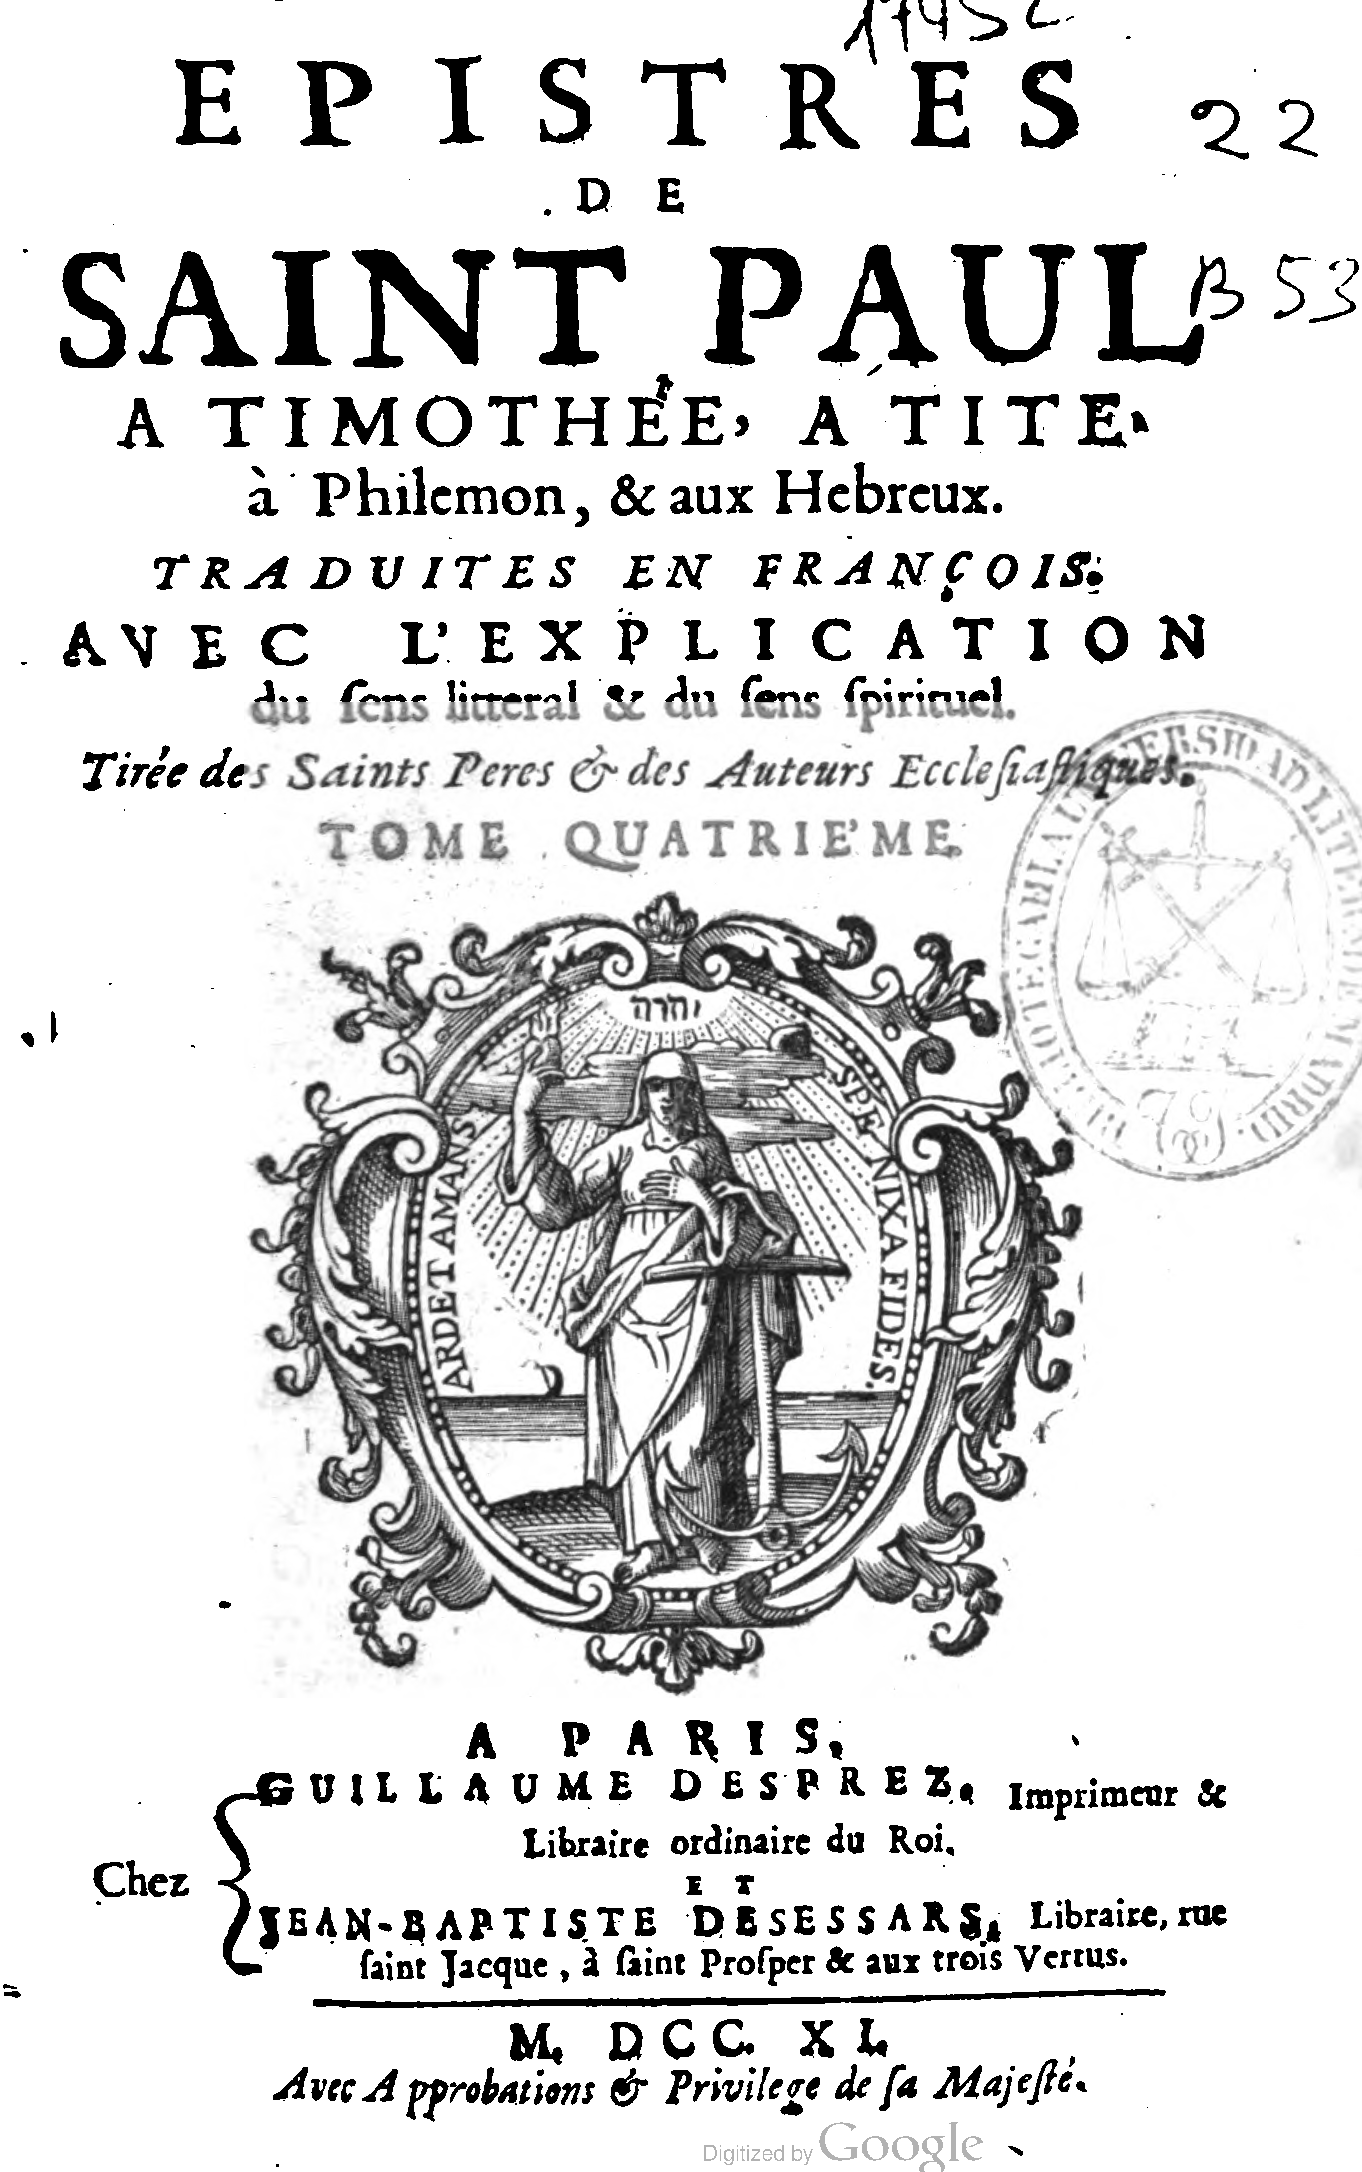 EPISTRES
22
DE
SAINT PAUL
B 53
A TIMOTHÉE, A TITE,
à Philemon, & aux Hebreux.
TRADUITES EN FRANÇOIS.
AVEC L'EXPLICATION
du ſens litteral & du ſens ſpirituel.
Tirée des Saints Peres & des Auteurs Eccleſiaſtiques.
TOME QUATRIE'ME.
יהוה
ARDET AMANS
SPE NIXA FIDES.
A PARIS,
GUILLAUME DESPREZ, Imprimeur &
Libraire ordinaire du Roi.
Chez
ET
JEAN-BAPTISTE DESESSARS, Libraire, rue
ſaint Jacque, à ſaint Proſper & aux trois Vertus.
M. DCC. XL.
Avec Approbations & Privilege de ſa Majeſté.
Digitized by Google